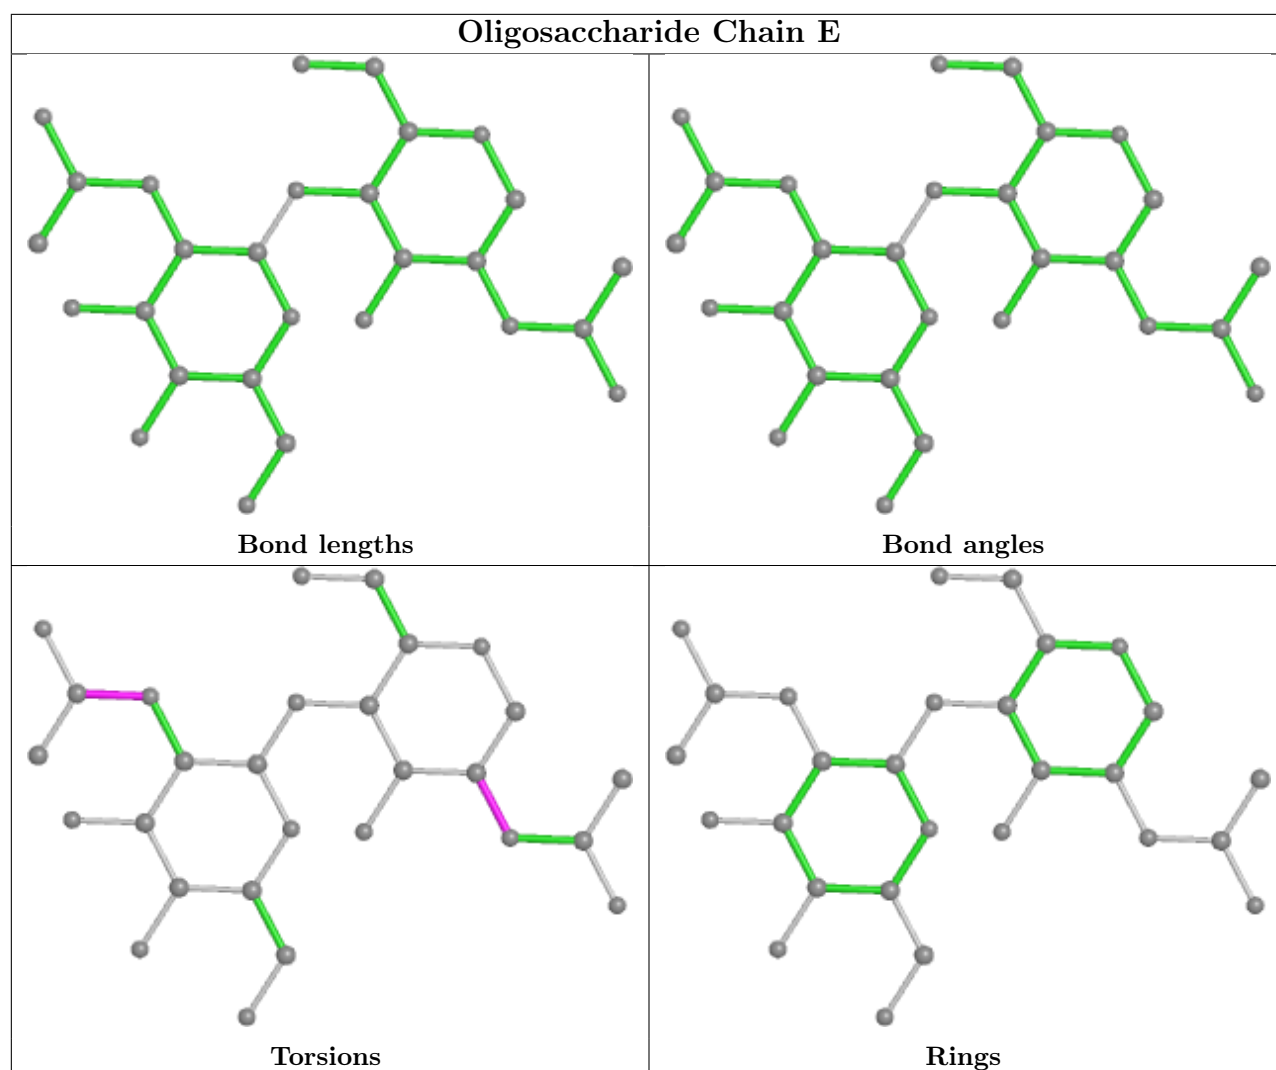 Oligosaccharide Chain E
Bond lengths
Bond angles
Torsions
Rings